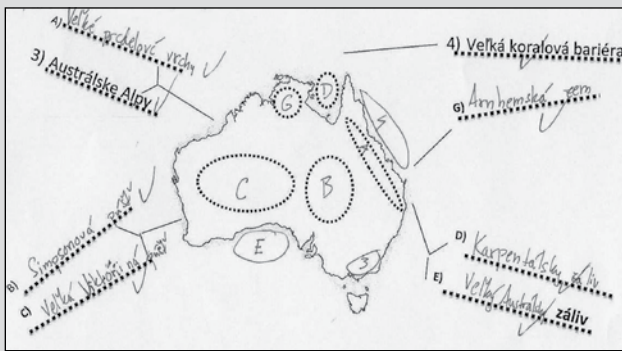 A) Veľké predelové vrchy
3) Austrálske Alpy
4) Veľká koralová bariéra
G) Arnhemská zem
G
D
C
B
E
B) Simpsonová púšť
C) Veľká Viktóriina púšť
D) Karpentalsky záliv
E) Veľký Austrálsky záliv